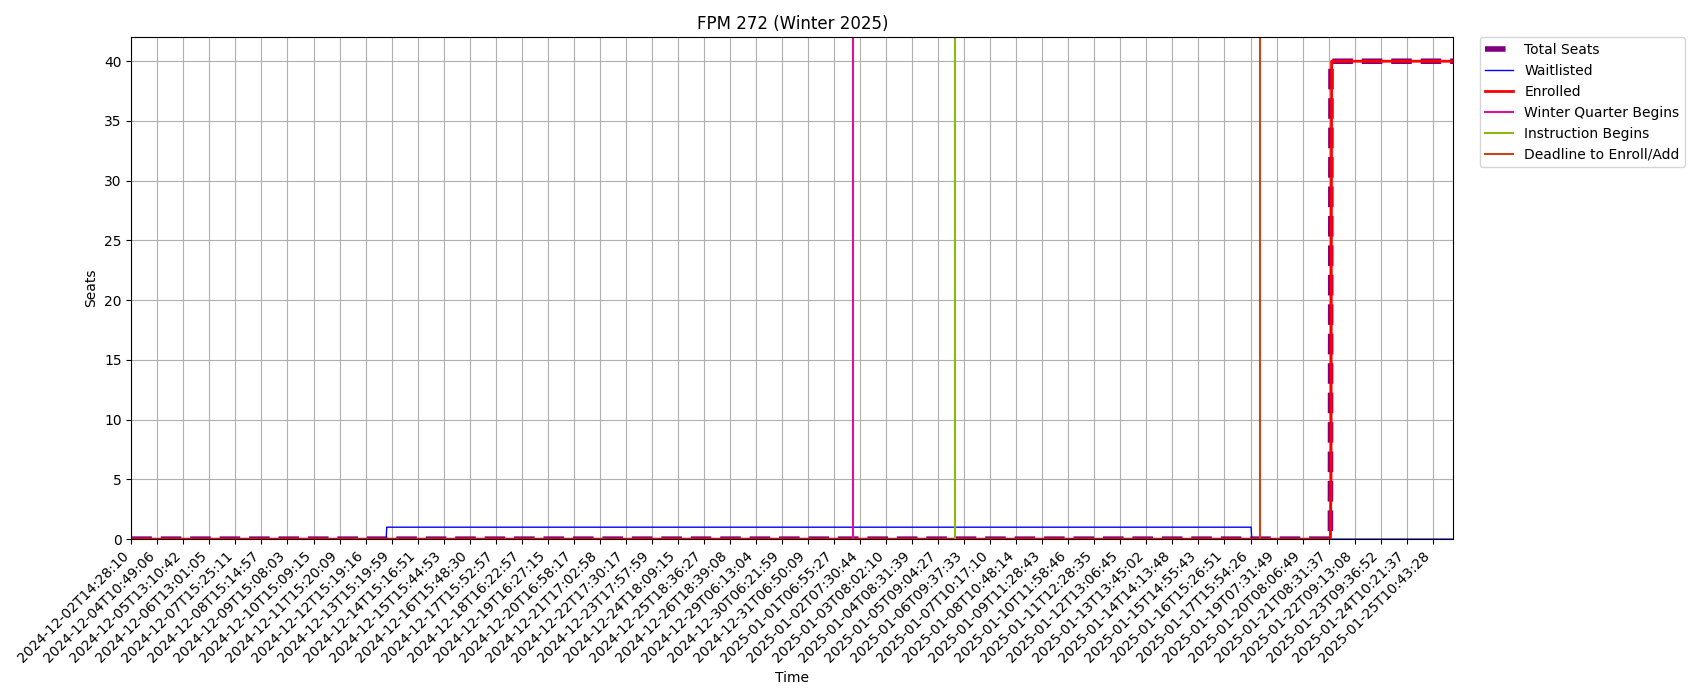 FPM 272 (Winter 2025)
40
35
30
25
20
15
10
5
0
Seats
2024-12-02T14:28:10
2024-12-04T10:49:06
2024-12-05T13:10:42
2024-12-06T13:01:05
2024-12-07T15:25:11
2024-12-08T15:14:57
2024-12-09T15:08:03
2024-12-10T15:09:15
2024-12-11T15:20:09
2024-12-12T15:19:16
2024-12-13T15:19:59
2024-12-14T15:16:51
2024-12-15T15:44:53
2024-12-16T15:48:30
2024-12-17T15:52:57
2024-12-18T16:22:57
2024-12-19T16:27:15
2024-12-20T16:58:17
2024-12-21T17:02:58
2024-12-22T17:30:17
2024-12-23T17:57:59
2024-12-24T18:09:15
2024-12-25T18:36:27
2024-12-26T18:39:08
2024-12-29T06:13:04
2024-12-30T06:21:59
2024-12-31T06:50:09
2025-01-01T06:55:27
2025-01-02T07:30:44
2025-01-03T08:02:10
2025-01-04T08:31:39
2025-01-05T09:04:27
2025-01-06T09:37:33
2025-01-07T10:17:10
2025-01-08T10:48:14
2025-01-09T11:28:43
2025-01-10T11:58:46
2025-01-11T12:28:35
2025-01-12T13:06:45
2025-01-13T13:45:02
2025-01-14T14:13:48
2025-01-15T14:55:43
2025-01-16T15:26:51
2025-01-17T15:54:26
2025-01-19T07:31:49
2025-01-20T08:06:49
2025-01-21T08:31:37
2025-01-22T09:13:08
2025-01-23T09:36:52
2025-01-24T10:21:37
2025-01-25T10:43:28
Time
Total Seats
Waitlisted
Enrolled
Winter Quarter Begins
Instruction Begins
Deadline to Enroll/Add